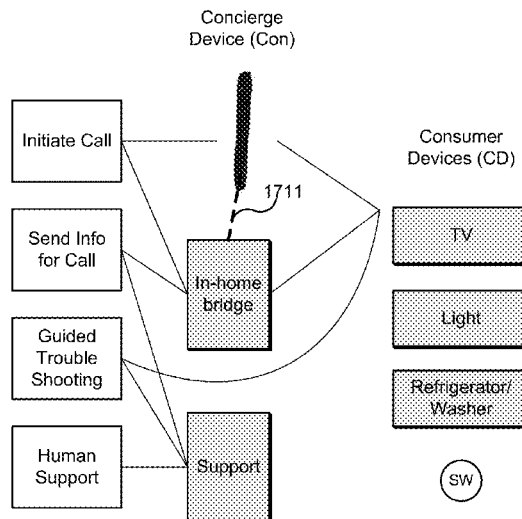 Concierge
Device (Con)
Initiate Call
Consumer
Devices (CD)
1711
Send Info
for Call
In-home
bridge
TV
Light
Guided
Trouble
Shooting
Refrigerator/
Washer
Human
Support
Support
SW